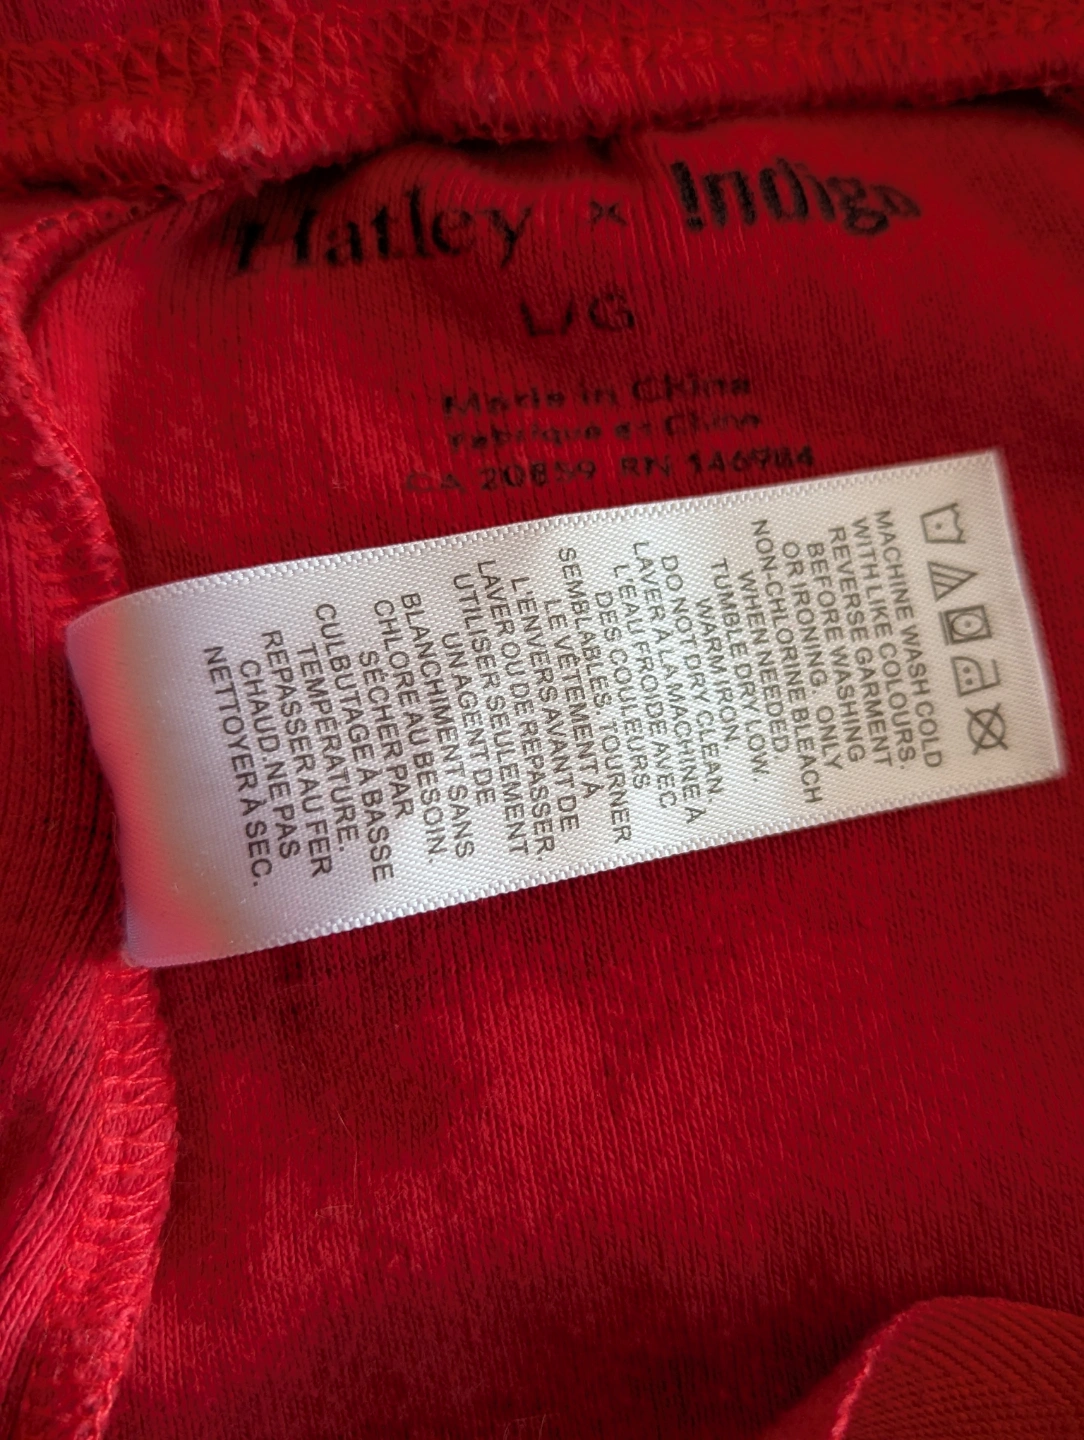 Hatley x Indigo
L/G
Made in China
Fabriqué en Chine
CA 20859 RN 146984
MACHINE WASH COLD
WITH LIKE COLOURS.
REVERSE GARMENT
BEFORE WASHING
OR IRONING. ONLY
NON-CHLORINE BLEACH
WHEN NEEDED.
TUMBLE DRY LOW.
WARM IRON.
DO NOT DRY CLEAN.
LAVER À LA MACHINE À
L'EAU FROIDE AVEC
DES COULEURS
SEMBLABLES. TOURNER
LE VÊTEMENT À
L'ENVERS AVANT DE
LAVER OU DE REPASSER.
UTILISER SEULEMENT
UN AGENT DE
BLANCHIMENT SANS
CHLORE AU BESOIN.
SÉCHER PAR
CULBUTAGE À BASSE
TEMPÉRATURE.
REPASSER AU FER
CHAUD NE PAS
NETTOYER À SEC.